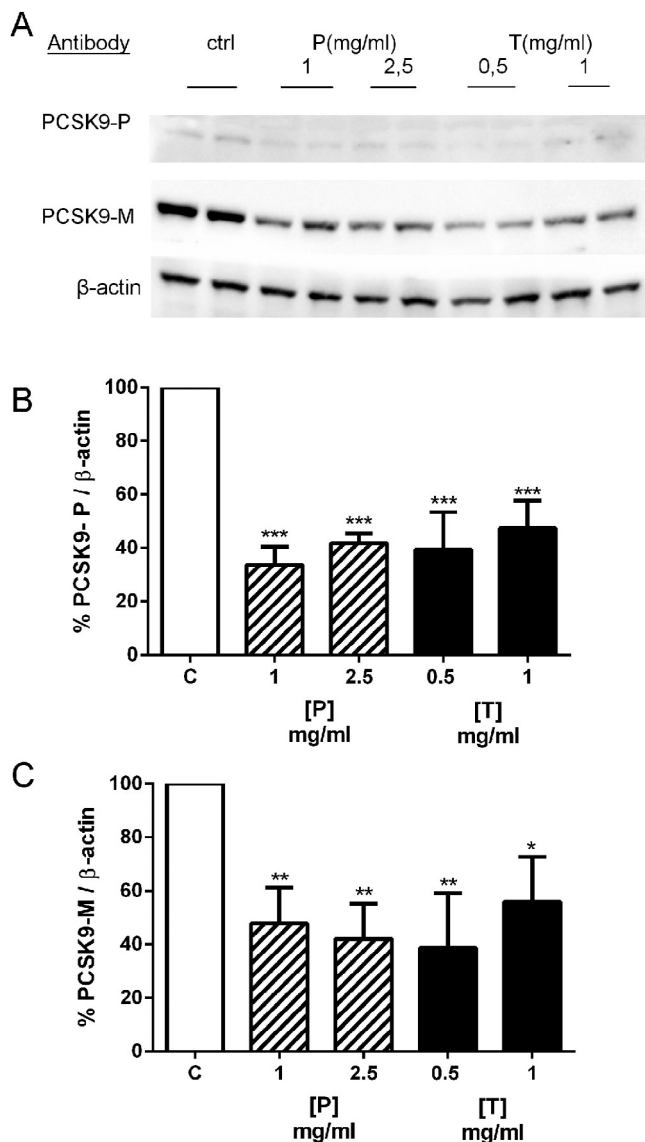 A
Antibody ctrl P(mg/ml) T(mg/ml)
1 2,5 0,5 1
PCSK9-P
PCSK9-M
β-actin
B
% PCSK9- P / β-actin
100
80
60
40
20
0
*** *** *** ***
C 1 2.5 0.5 1
[P] [T]
mg/ml mg/ml
C
% PCSK9-M / β-actin
100
80
60
40
20
0
** ** ** *
C 1 2.5 0.5 1
[P] [T]
mg/ml mg/ml